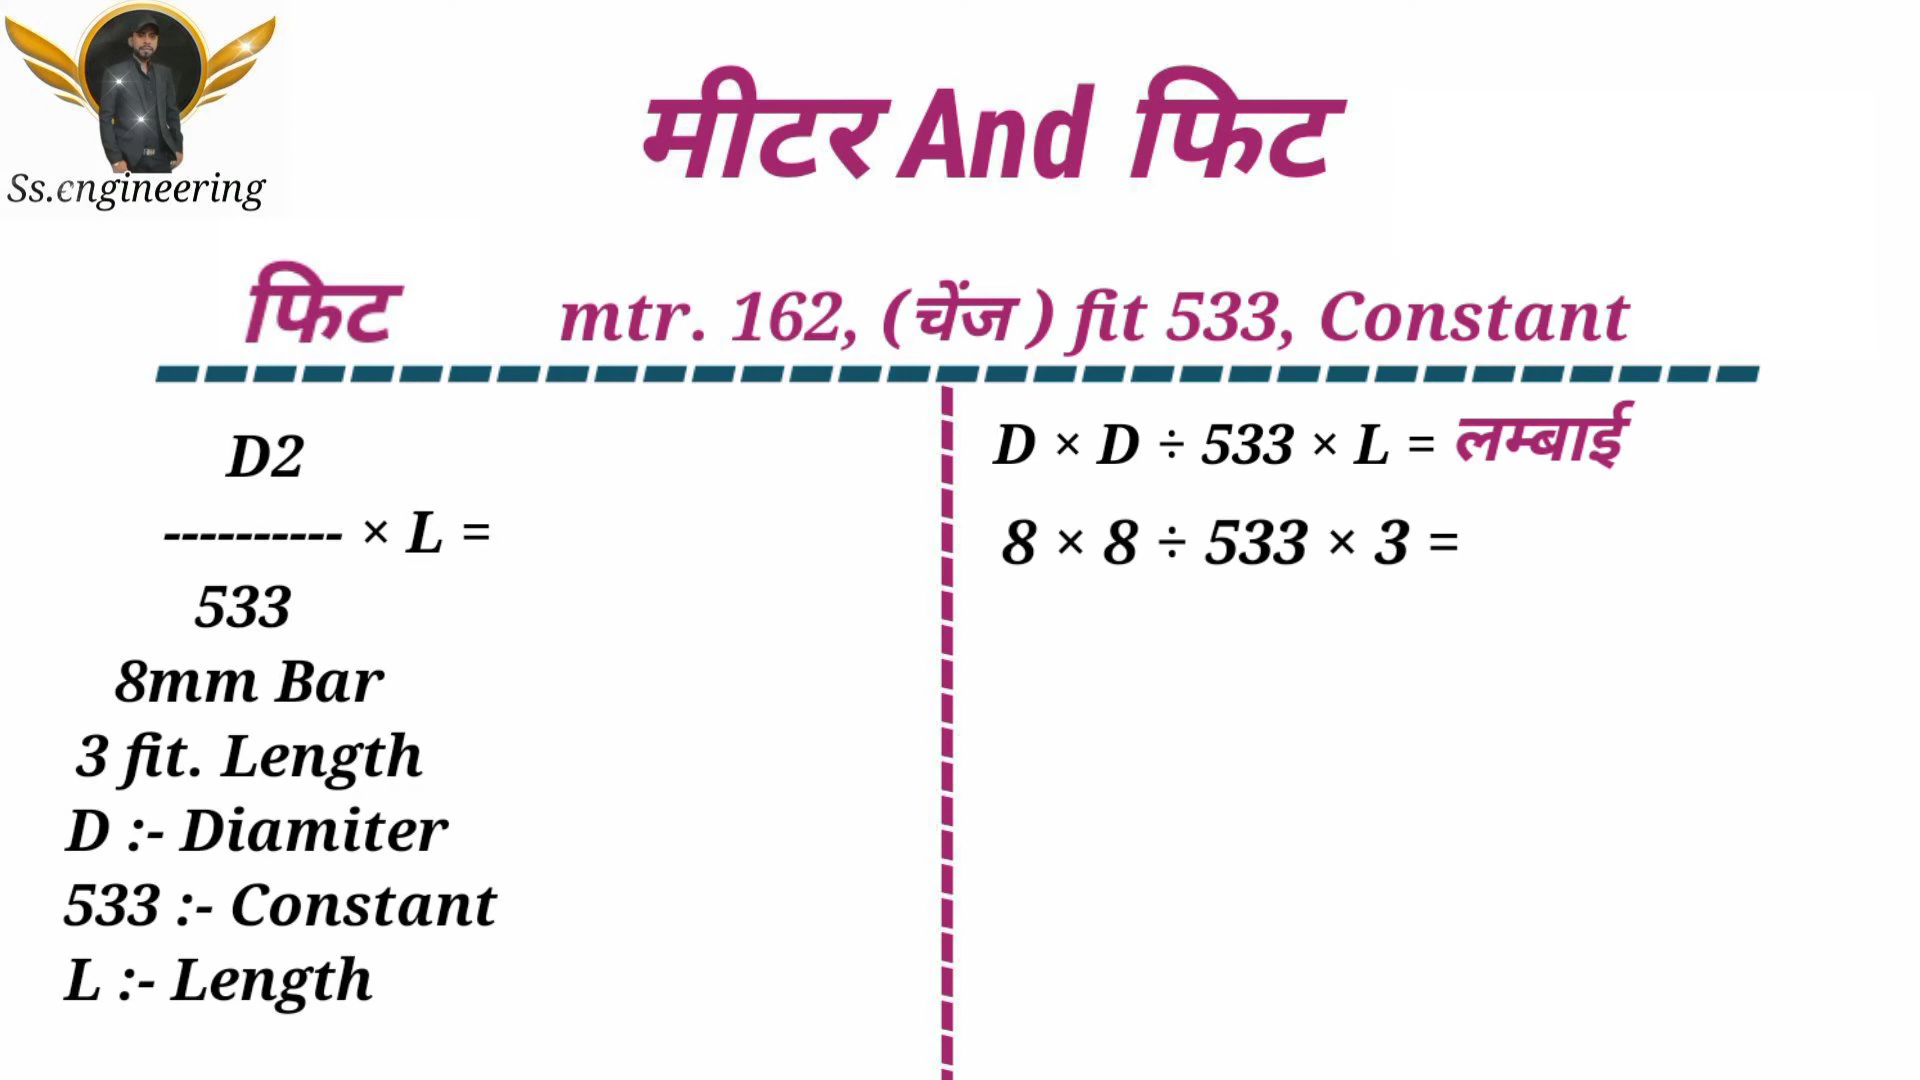 Ss.engineering
मीटर And फिट
फिट
mtr. 162, (चेंज ) fit 533, Constant
D2
---------- × L =
533
8mm Bar
3 fit. Length
D :- Diamiter
533 :- Constant
L :- Length
D × D ÷ 533 × L = लम्बाई
8 × 8 ÷ 533 × 3 =